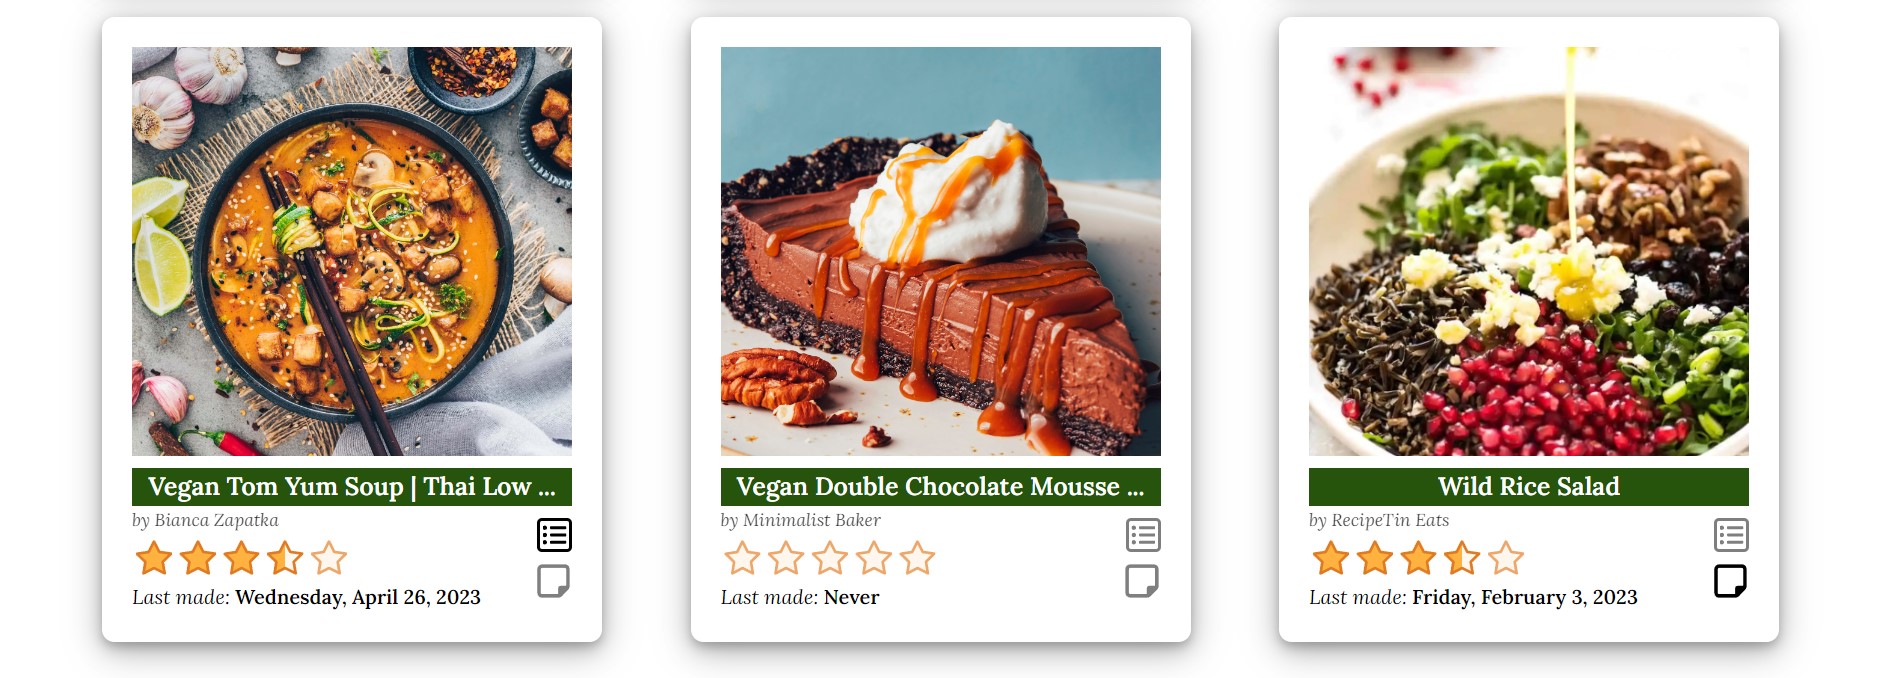 Vegan Tom Yum Soup | Thai Low ...
by Bianca Zapatka
Last made: Wednesday, April 26, 2023
Vegan Double Chocolate Mousse ...
by Minimalist Baker
Last made: Never
Wild Rice Salad
by RecipeTin Eats
Last made: Friday, February 3, 2023